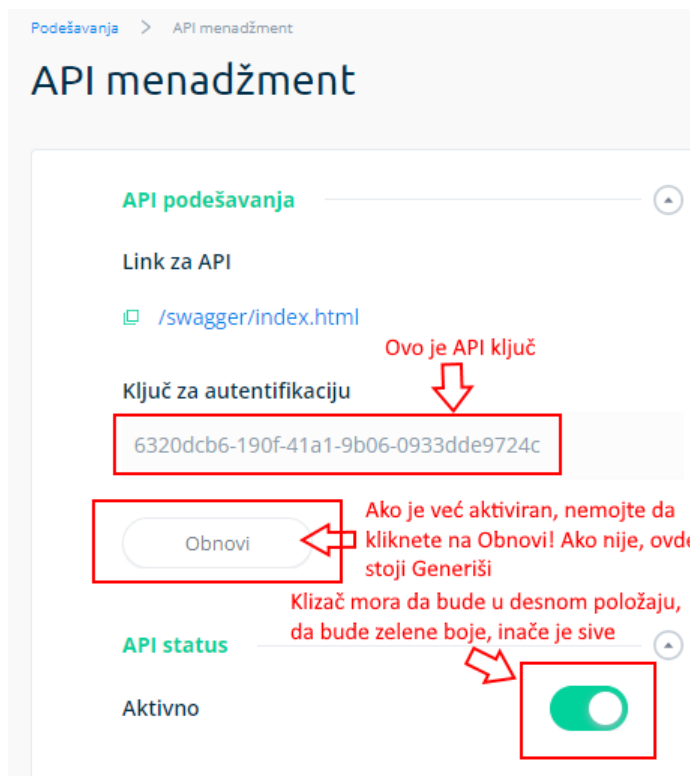 Podešavanja > API menadžment
API menadžment
API podešavanja
Link za API
/swagger/index.html
Ovo je API ključ
Ključ za autentifikaciju
6320dcb6-190f-41a1-9b06-0933dde9724c
Ako je već aktiviran, nemojte da
Obnovi
kliknete na Obnovi! Ako nije, ovde
stoji Generiši
Klizač mora da bude u desnom položaju,
da bude zelene boje, inače je sive
API status
Aktivno